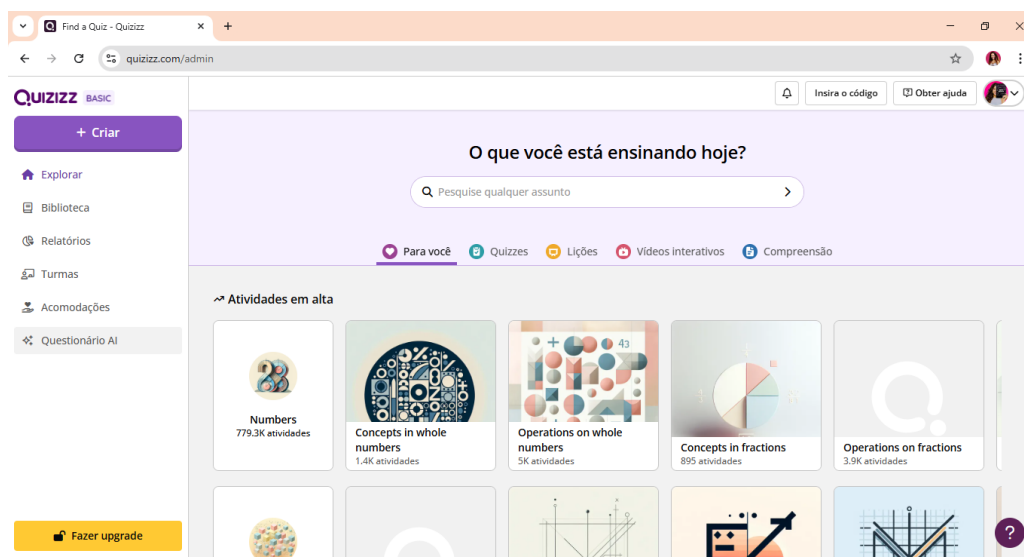 Find a Quiz - Quizizz
quizizz.com/admin
QUIZIZZ BASIC
Insira o código
Obter ajuda
+ Criar
Explorar
Biblioteca
Relatórios
Turmas
Acomodações
Questionário AI
Fazer upgrade
O que você está ensinando hoje?
Pesquise qualquer assunto
Para você
Quizzes
Lições
Vídeos interativos
Compreensão
Atividades em alta
Numbers
779.3K atividades
Concepts in whole
numbers
1.4K atividades
43
Operations on whole
numbers
5K atividades
Concepts in fractions
895 atividades
Operations on fractions
3.9K atividades
?